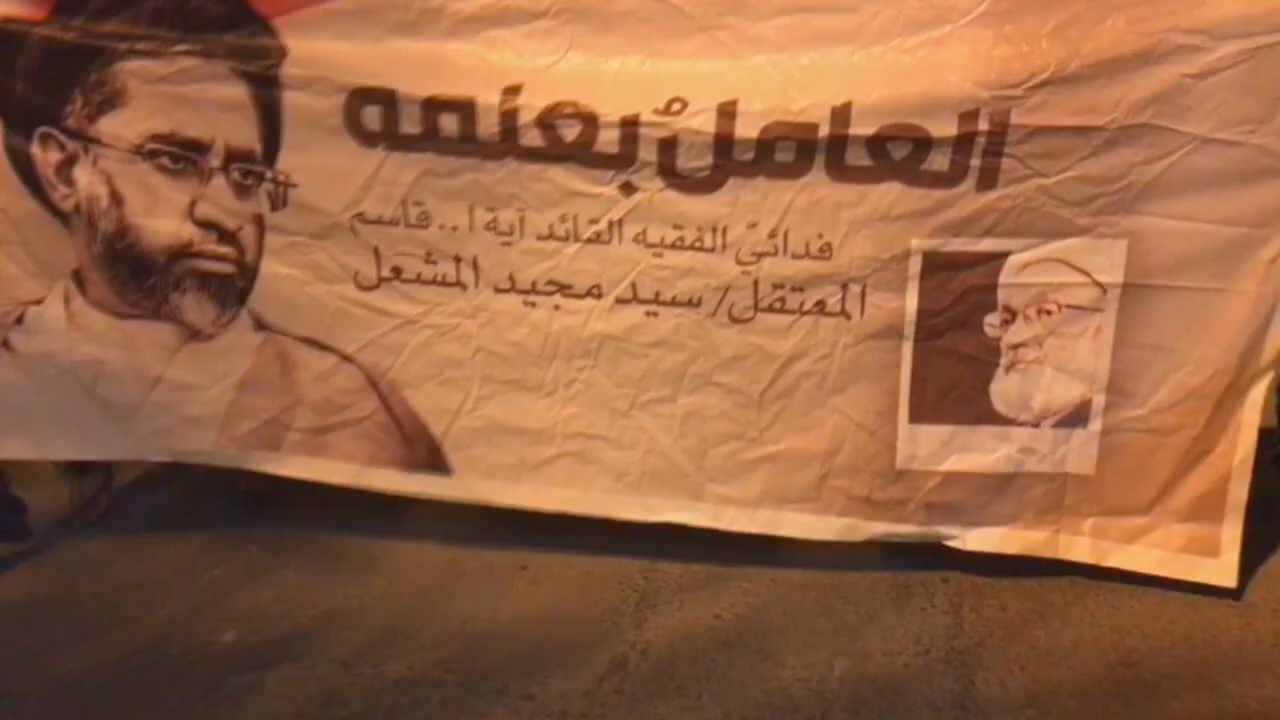 العاملُ بعلمه
فدائيّ الفقيه القائد آية ا.. قاسم
المعتقل/ سيد مجيد المشعل